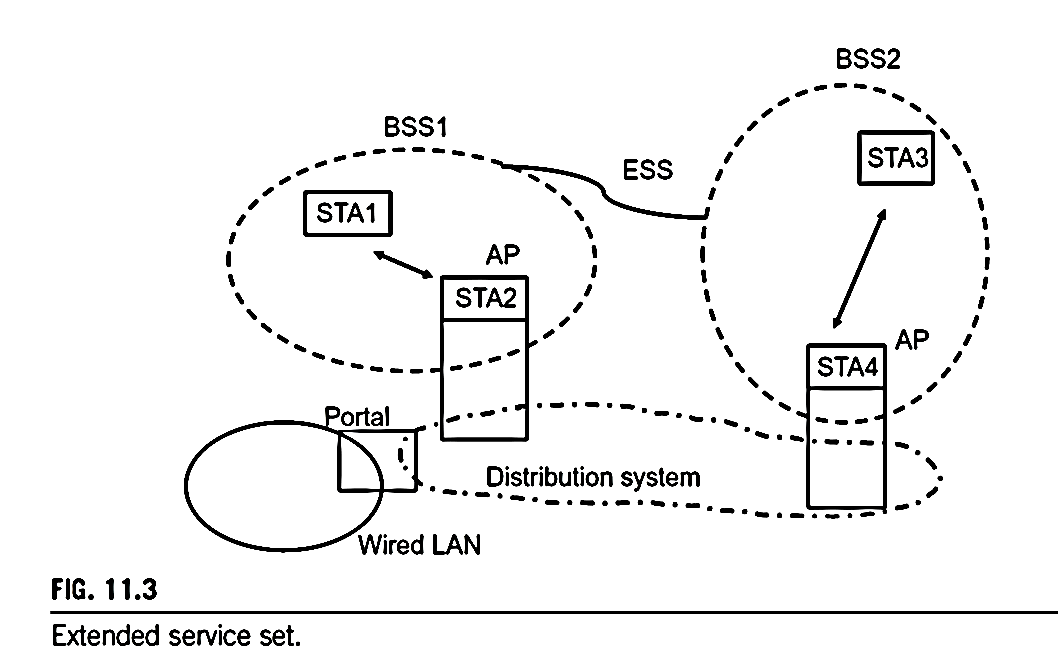 BSS2
BSS1
STA3
ESS
STA1
AP
STA2
AP
STA4
Portal
Distribution system
Wired LAN
FIG. 11.3
Extended service set.